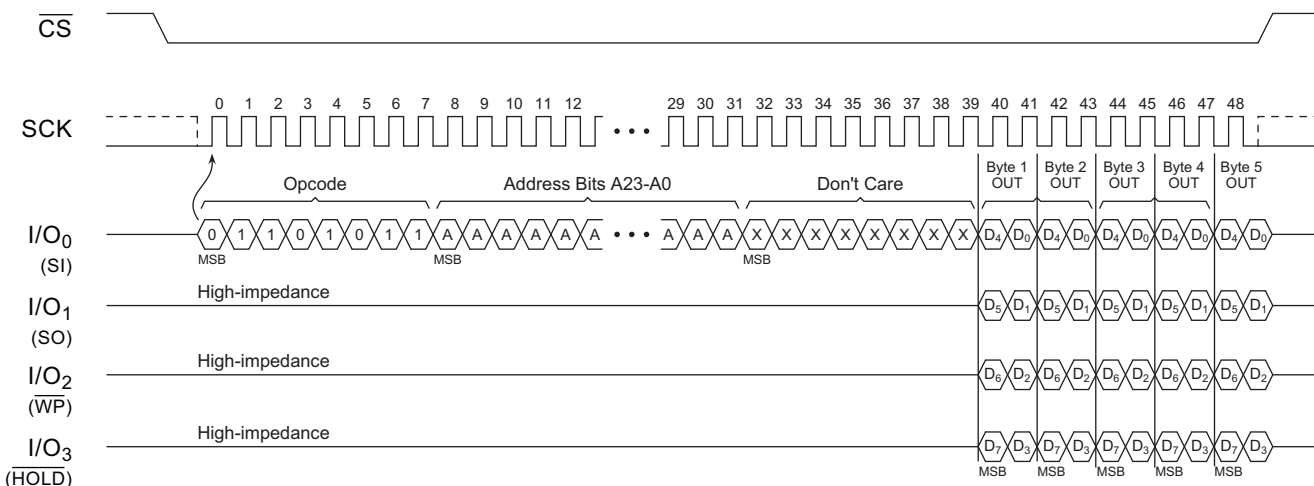 CS
SCK
0 1 2 3 4 5 6 7 8 9 10 11 12 29 30 31 32 33 34 35 36 37 38 39 40 41 42 43 44 45 46 47 48
Opcode Address Bits A23-A0 Don't Care Byte 1 OUT Byte 2 OUT Byte 3 OUT Byte 4 OUT Byte 5 OUT
I/O0 (SI)
0 1 1 0 1 0 1 1 A A A A A A A A A X X X X X X X X D4 D0 D4 D0 D4 D0 D4 D0 D4 D0
MSB MSB MSB
I/O1 (SO)
High-impedance
D5 D1 D5 D1 D5 D1 D5 D1 D5 D1
I/O2 (WP)
High-impedance
D6 D2 D6 D2 D6 D2 D6 D2 D6 D2
I/O3 (HOLD)
High-impedance
D7 D3 D7 D3 D7 D3 D7 D3 D7 D3
MSB MSB MSB MSB MSB